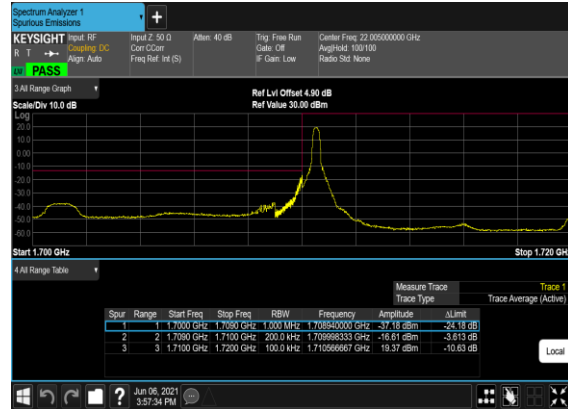 Spectrum Analyzer 1
Spurious Emissions
KEYSIGHT Input: RF Input Z: 50 Ω Atten: 40 dB Trig: Free Run Center Freq: 22.005000000 GHz
R T Coupling: DC Corr CCorr Gate: Off Avg|Hold: 100/100
Align: Auto Freq Ref: Int (S) IF Gain: Low Radio Std: None
PASS
3 All Range Graph
Ref Lvl Offset 4.90 dB
Scale/Div 10.0 dB Ref Value 30.00 dBm
Log
20.0
10.0
0.00
-10.0
-20.0
-30.0
-40.0
-50.0
-60.0
Start 1.700 GHz Stop 1.720 GHz
4 All Range Table
Measure Trace Trace 1
Trace Type Trace Average (Active)
Spur Range Start Freq Stop Freq RBW Frequency Amplitude ΔLimit
1 1 1.7000 GHz 1.7090 GHz 1.000 MHz 1.708940000 GHz -37.18 dBm -24.18 dB
2 2 1.7090 GHz 1.7100 GHz 200.0 kHz 1.709998333 GHz -16.61 dBm -3.613 dB
3 3 1.7100 GHz 1.7200 GHz 100.0 kHz 1.710566667 GHz 19.37 dBm -10.63 dB
Local
Jun 06, 2021
3:57:34 PM